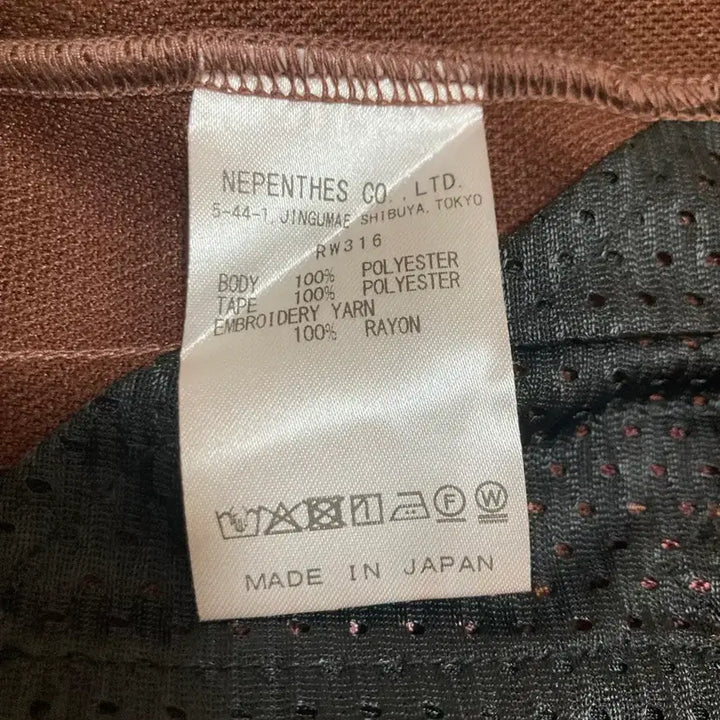 NEPENTHES CO.,LTD.
5-44-1, JINGUMAE SHIBUYA, TOKYO
RW316
BODY 100% POLYESTER
TAPE 100% POLYESTER
EMBROIDERY YARN
100% RAYON
F W
MADE IN JAPAN